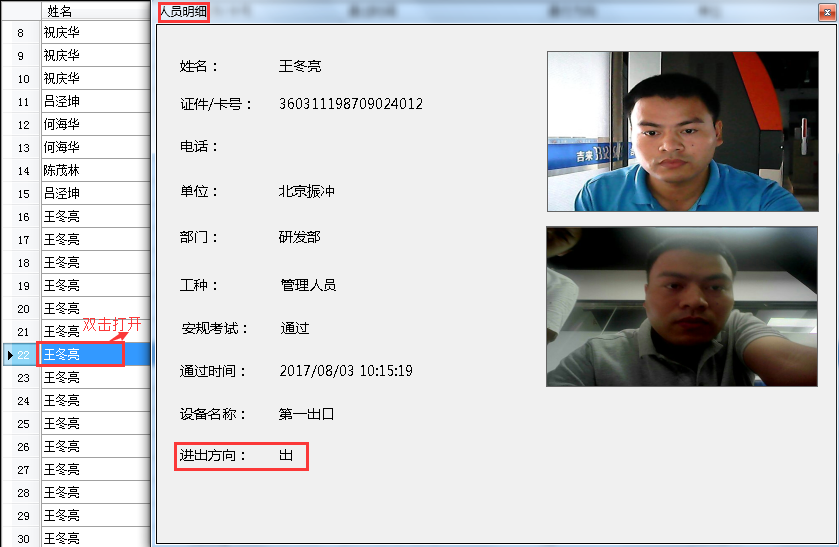 姓名
8 祝庆华
9 祝庆华
10 祝庆华
11 吕泾坤
12 何海华
13 何海华
14 陈茂林
15 吕泾坤
16 王冬亮
17 王冬亮
18 王冬亮
19 王冬亮
20 王冬亮
21 王冬亮
双击打开
22 王冬亮
23 王冬亮
24 王冬亮
25 王冬亮
26 王冬亮
27 王冬亮
28 王冬亮
29 王冬亮
30 王冬亮
人员明细
姓名： 王冬亮
证件/卡号： 360311198709024012
电话：
单位： 北京振冲
部门： 研发部
工种： 管理人员
安规考试： 通过
通过时间： 2017/08/03 10:15:19
设备名称： 第一出口
进出方向： 出
吉来